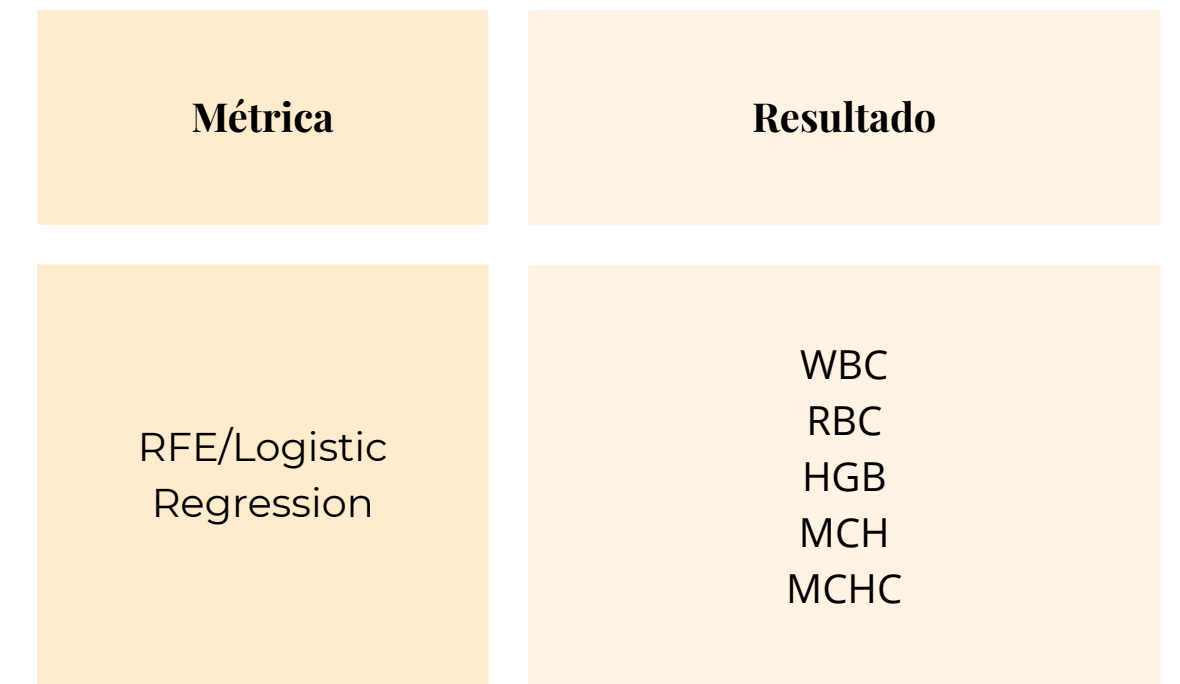 Métrica
Resultado
RFE/Logistic
Regression
WBC
RBC
HGB
MCH
MCHC